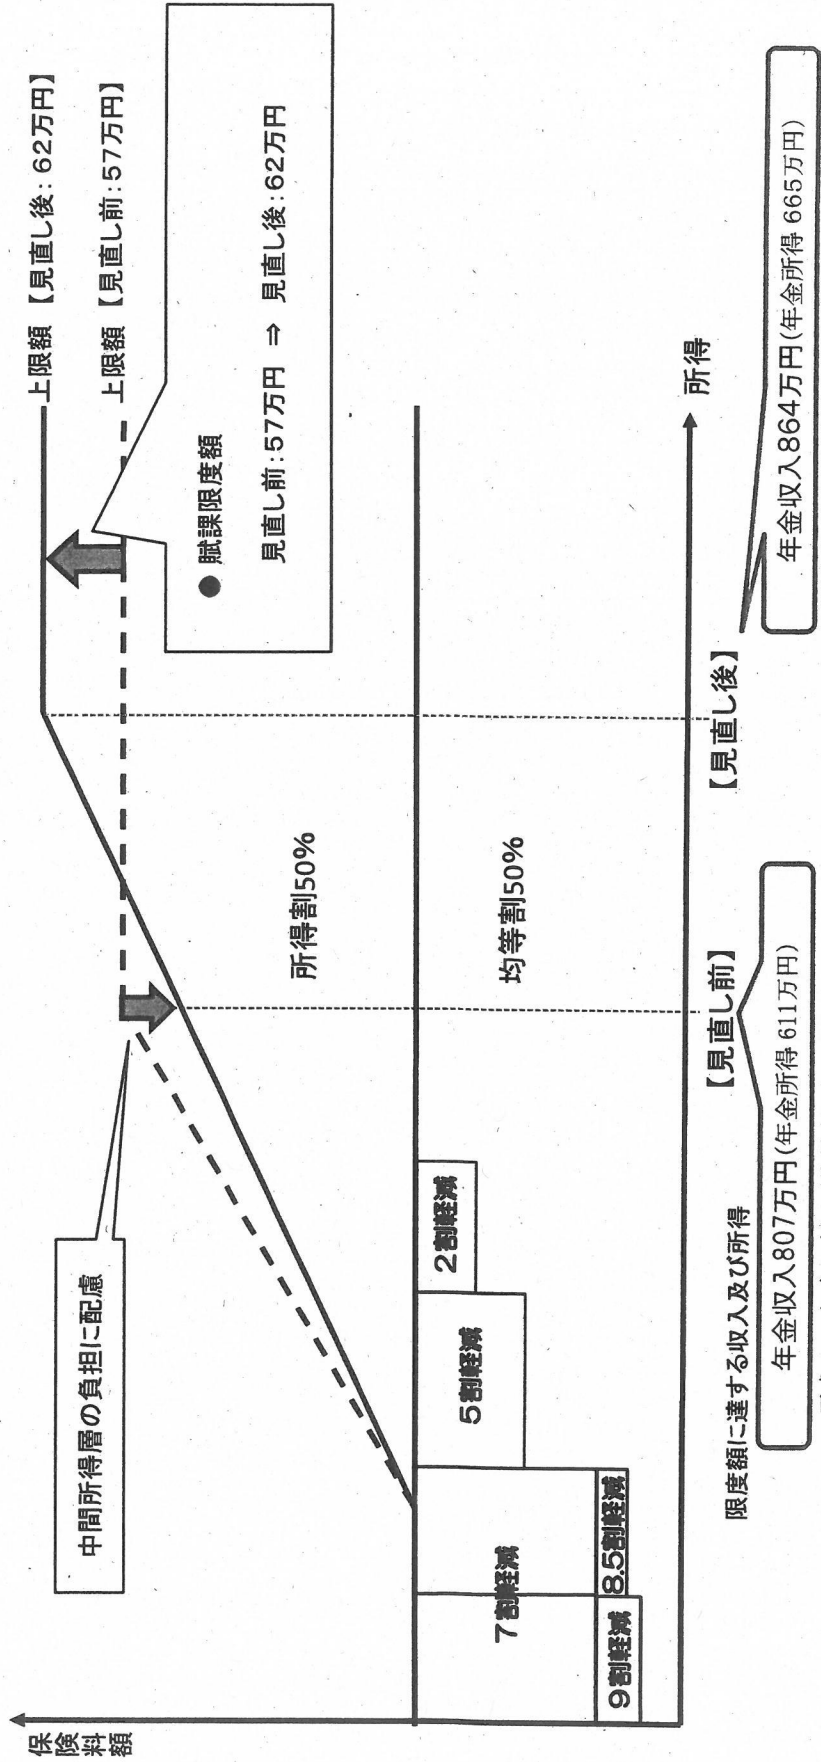 保険料額
上限額【見直し後:62万円】
上限額【見直し前:57万円】
中間所得層の負担に配慮
● 賦課限度額
見直し前:57万円 ⇒ 見直し後:62万円
所得割50%
均等割50%
2割軽減
5割軽減
7割軽減
8.5割軽減
9割軽減
所得
【見直し前】
【見直し後】
限度額に達する収入及び所得
年金収入807万円(年金所得 611万円)
年金収入864万円(年金所得 665万円)